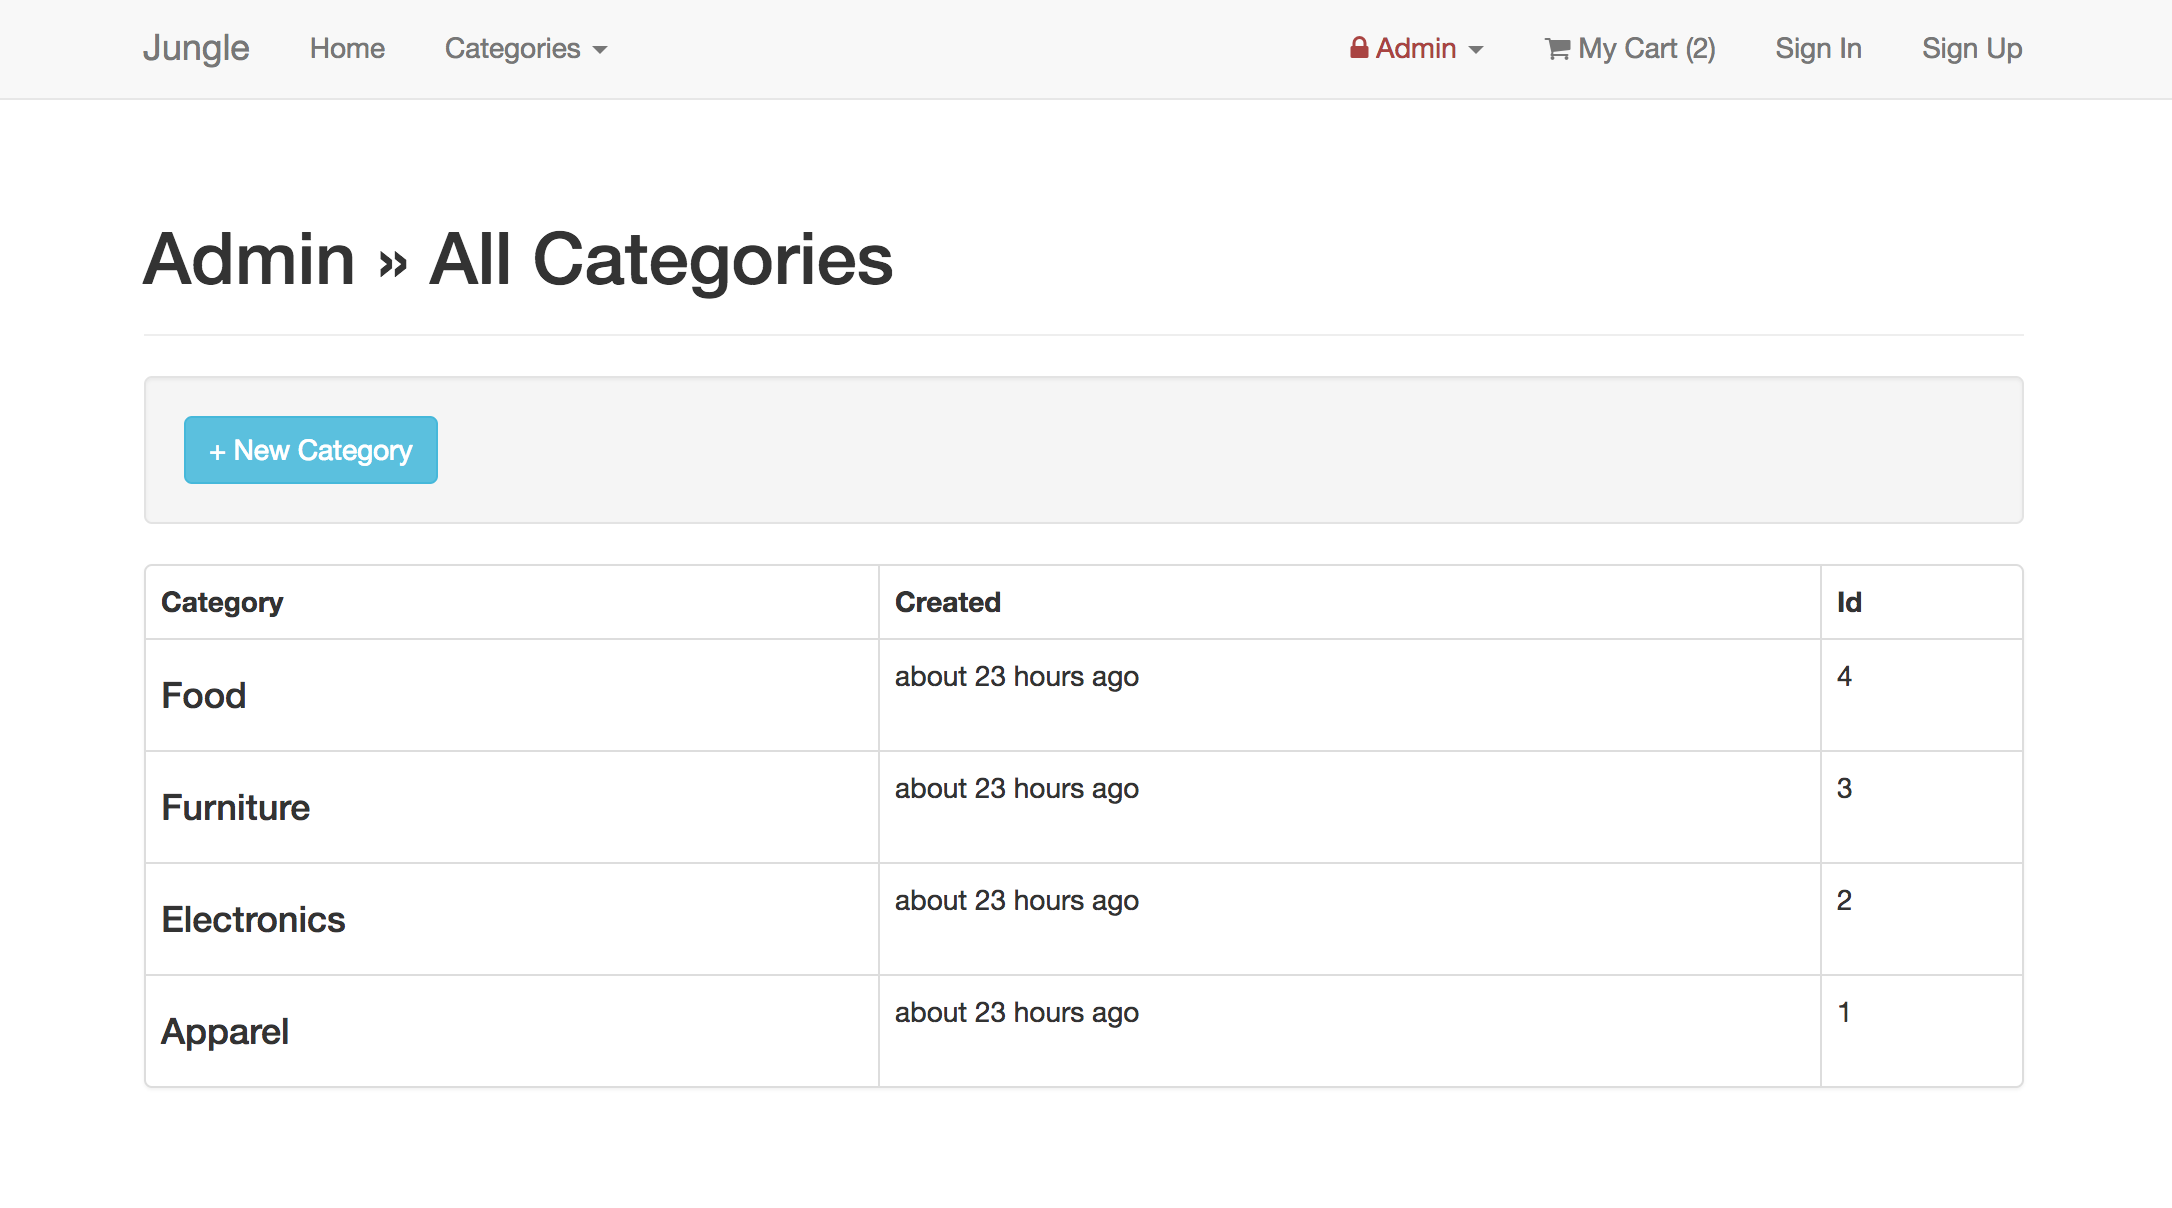 Jungle Home Categories Admin My Cart (2) Sign In Sign Up
Admin » All Categories
+ New Category
Category Created Id
Food about 23 hours ago 4
Furniture about 23 hours ago 3
Electronics about 23 hours ago 2
Apparel about 23 hours ago 1